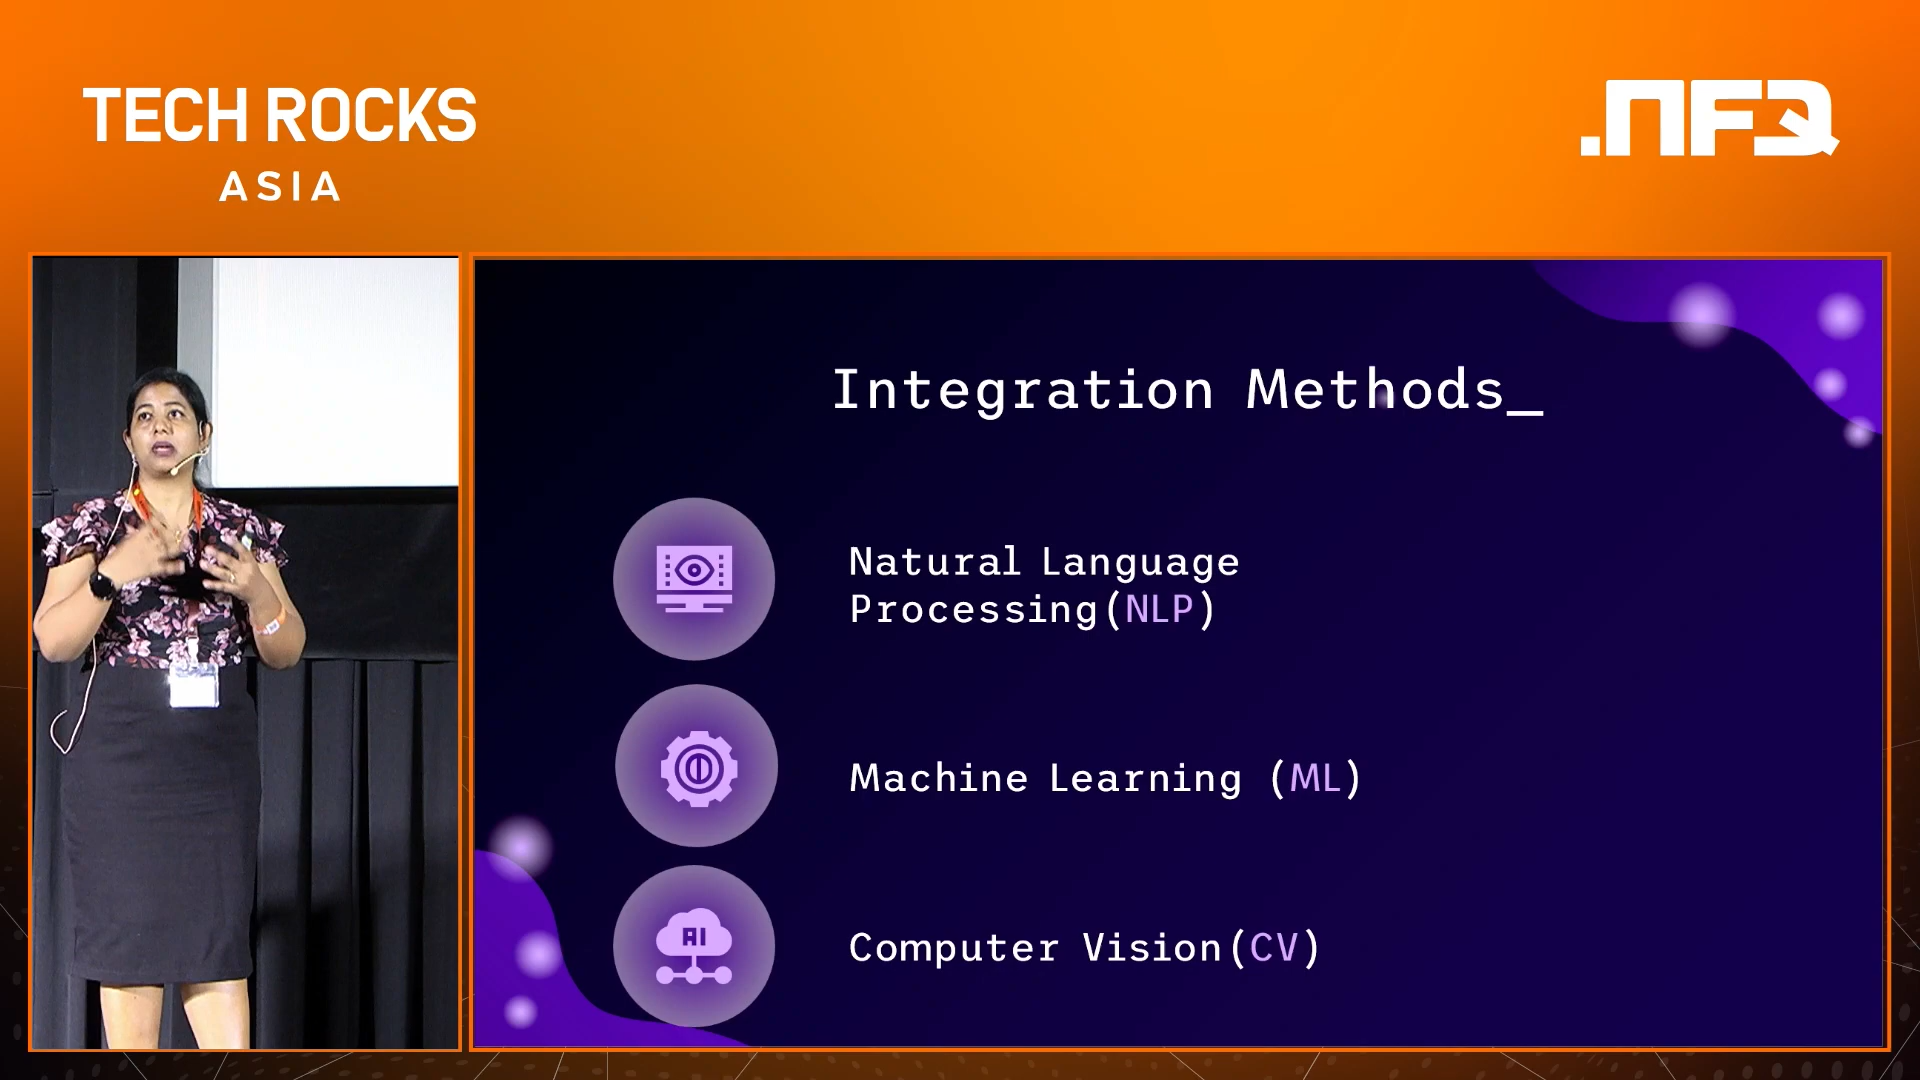 TECH ROCKS
ASIA
.NFQ
Integration Methods_
Natural Language
Processing(NLP)
Machine Learning (ML)
AI
Computer Vision(CV)